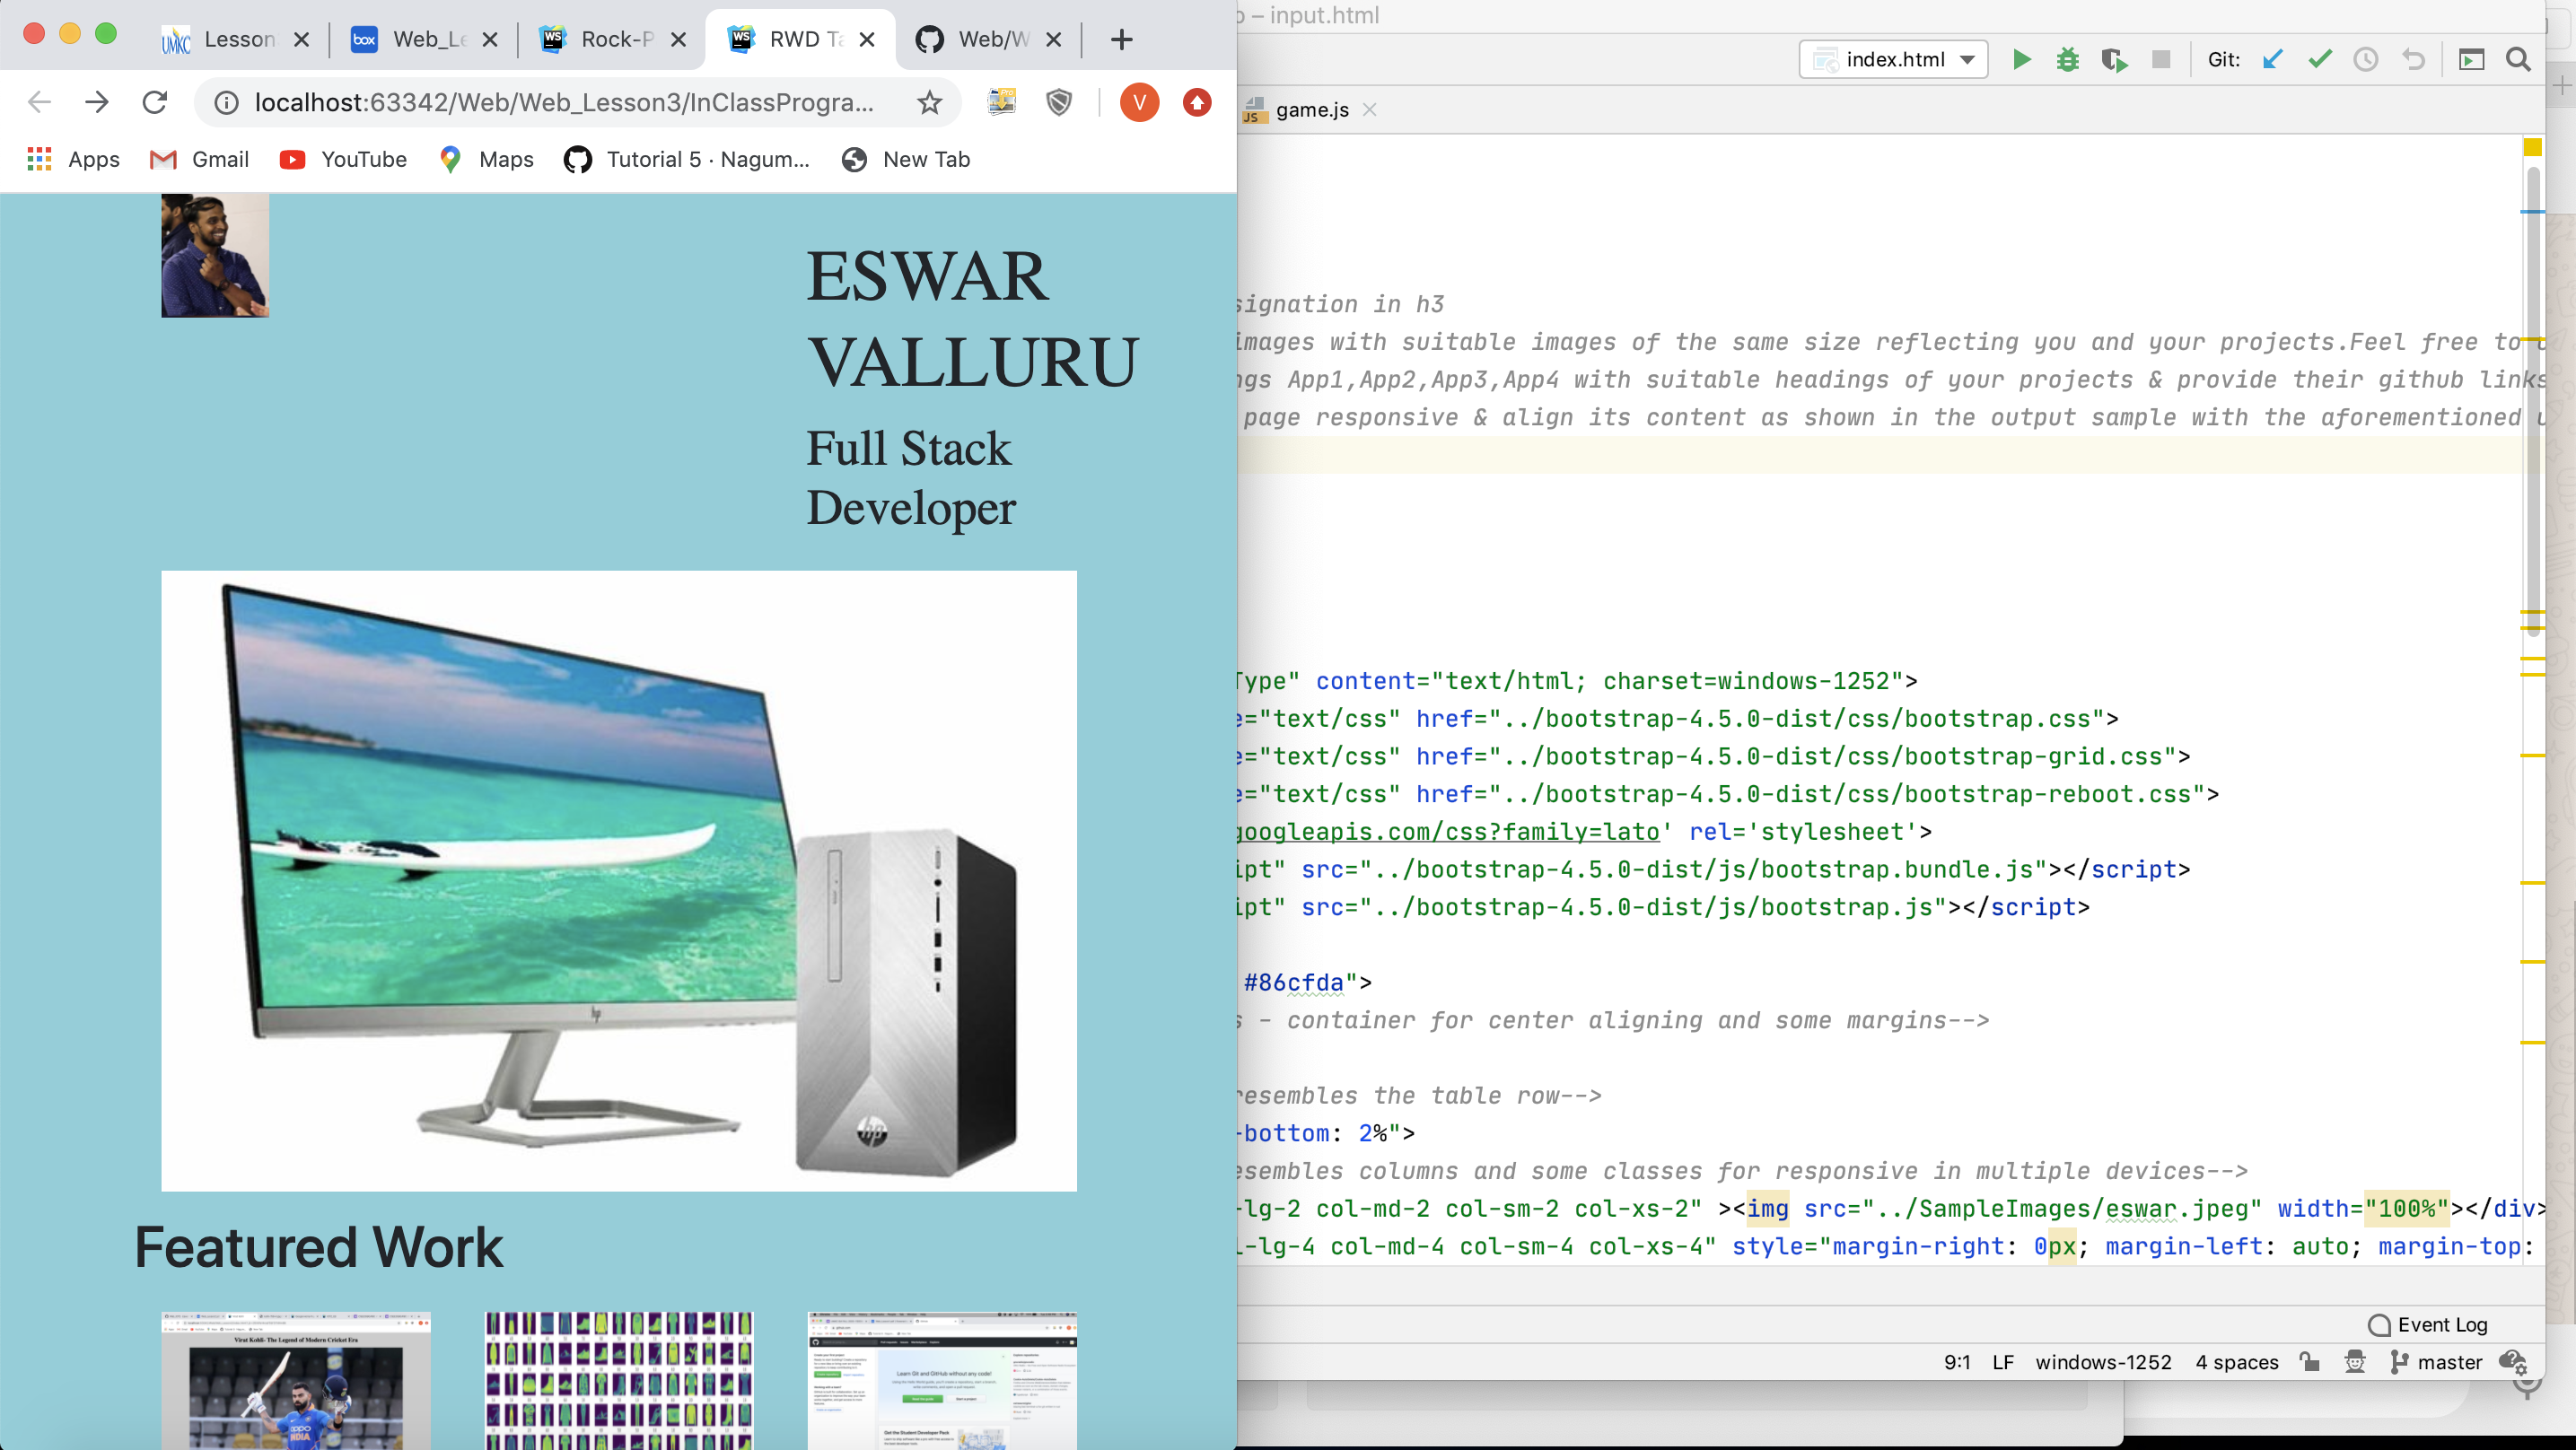 Lesson
Web_Le
Rock-P
RWD Ta
Web/W
localhost:63342/Web/Web_Lesson3/InClassProgra...
V
Apps
Gmail
YouTube
Maps
Tutorial 5 · Nagum...
New Tab
ESWAR
VALLURU
Full Stack
Developer
hp
hp
Featured Work
Virat Kohli- The Legend of Modern Cricket Era
oppo
INDIA
Learn Git and GitHub without any code!
Get the Student Developer Pack
– input.html
index.html
Git:
JS
game.js
signation in h3
images with suitable images of the same size reflecting you and your projects.Feel free to
ngs App1,App2,App3,App4 with suitable headings of your projects & provide their github links
page responsive & align its content as shown in the output sample with the aforementioned
Type" content="text/html; charset=windows-1252">
e="text/css" href="../bootstrap-4.5.0-dist/css/bootstrap.css">
e="text/css" href="../bootstrap-4.5.0-dist/css/bootstrap-grid.css">
e="text/css" href="../bootstrap-4.5.0-dist/css/bootstrap-reboot.css">
googleapis.com/css?family=lato' rel='stylesheet'>
ipt" src="../bootstrap-4.5.0-dist/js/bootstrap.bundle.js"></script>
ipt" src="../bootstrap-4.5.0-dist/js/bootstrap.js"></script>
#86cfda">
s - container for center aligning and some margins-->
resembles the table row-->
-bottom: 2%">
esembles columns and some classes for responsive in multiple devices-->
-lg-2 col-md-2 col-sm-2 col-xs-2" ><img src="../SampleImages/eswar.jpeg" width="100%"></div>
l-lg-4 col-md-4 col-sm-4 col-xs-4" style="margin-right: 0px; margin-left: auto; margin-top:
Event Log
9:1 LF windows-1252 4 spaces master